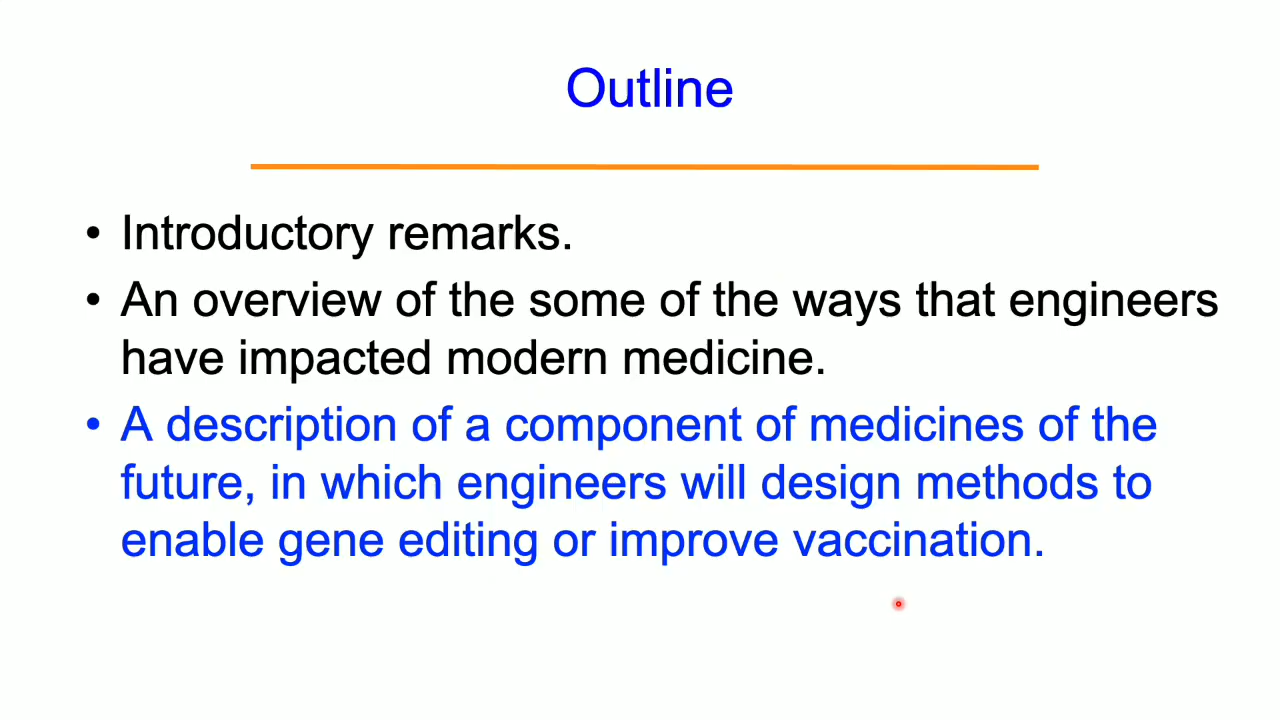 Outline
• Introductory remarks.
• An overview of the some of the ways that engineers
have impacted modern medicine.
• A description of a component of medicines of the
future, in which engineers will design methods to
enable gene editing or improve vaccination.